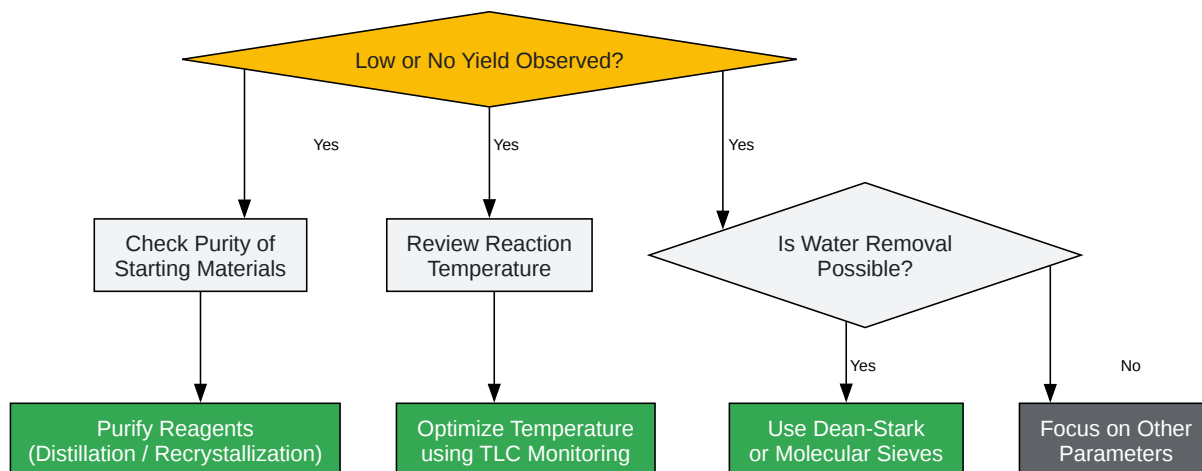 Low or No Yield Observed?
Yes
Yes
Yes
Check Purity of
Starting Materials
Review Reaction
Temperature
Is Water Removal
Possible?
Yes
No
Purify Reagents
(Distillation / Recrystallization)
Optimize Temperature
using TLC Monitoring
Use Dean-Stark
or Molecular Sieves
Focus on Other
Parameters